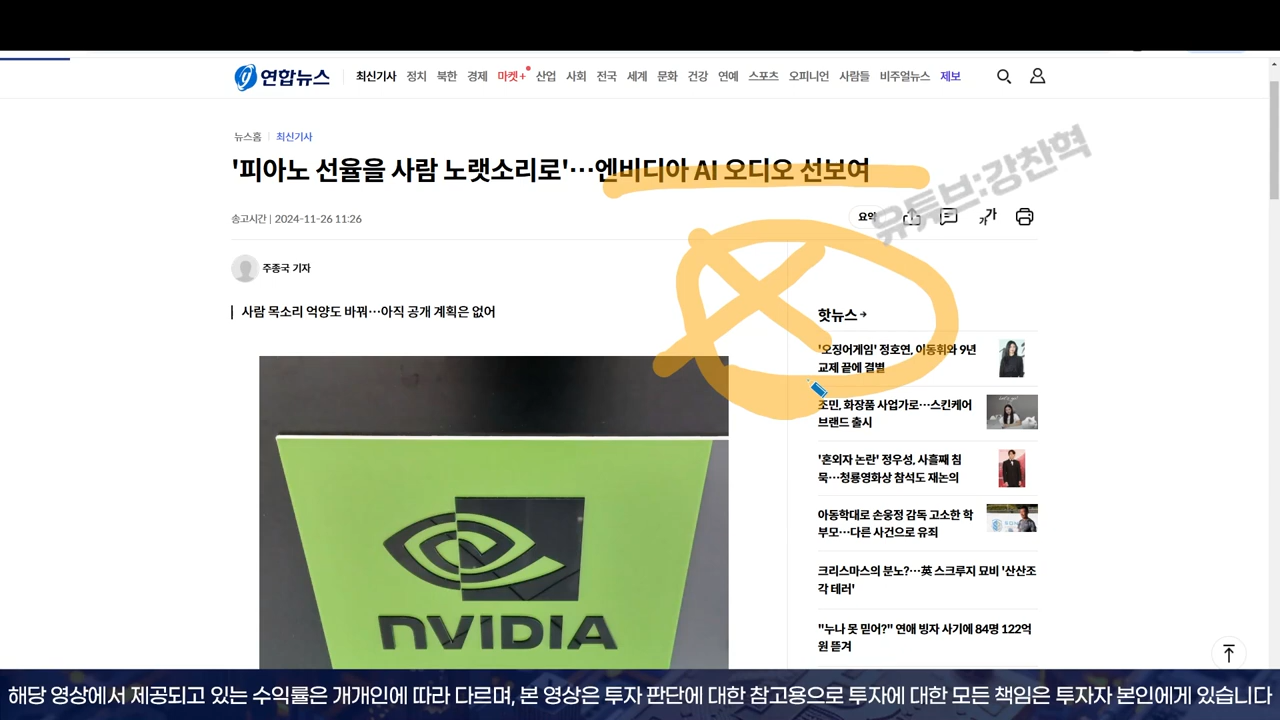 연합뉴스
최신기사 정치 북한 경제 마켓+ 산업 사회 전국 세계 문화 건강 연예 스포츠 오피니언 사람들 비주얼뉴스 제보
뉴스홈 | 최신기사
'피아노 선율을 사람 노랫소리로'…엔비디아 AI 오디오 선보여
유튜브:강찬혁
송고시간 | 2024-11-26 11:26
요약
가가
주종국 기자
사람 목소리 억양도 바꿔…아직 공개 계획은 없어
NVIDIA
핫뉴스
'오징어게임' 정호연, 이동휘와 9년
교제 끝에 결별
조민, 화장품 사업가로…스킨케어
브랜드 출시
'혼외자 논란' 정우성, 사흘째 침
묵…청룡영화상 참석도 재논의
아동학대로 손웅정 감독 고소한 학
부모…다른 사건으로 유죄
크리스마스의 분노?…英 스크루지 묘비 '산산조
각 테러'
"누나 못 믿어?" 연애 빙자 사기에 84명 122억
원 뜯겨
해당 영상에서 제공되고 있는 수익률은 개개인에 따라 다르며, 본 영상은 투자 판단에 대한 참고용으로 투자에 대한 모든 책임은 투자자 본인에게 있습니다